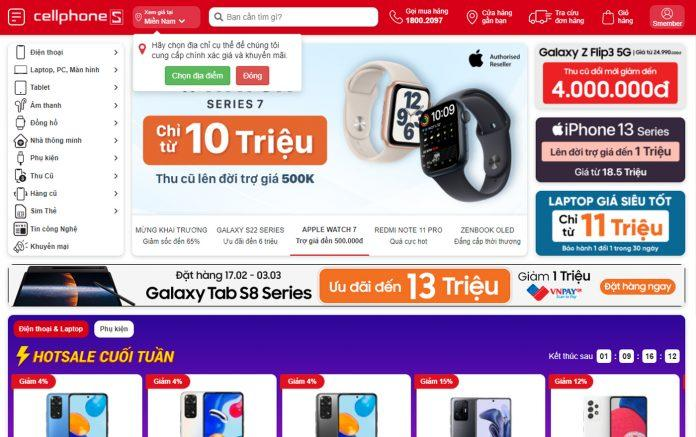 cellphoneS
Xem giá tại
Miền Nam
Bạn cần tìm gì?
Gọi mua hàng
1800.2097
Cửa hàng
gần bạn
Tra cứu
đơn hàng
Giỏ
hàng
Smember
Hãy chọn địa chỉ cụ thể để chúng tôi
cung cấp chính xác giá và khuyến mãi.
Chọn địa điểm
Đóng
Điện thoại
Laptop, PC, Màn hình
Tablet
Âm thanh
Đồng hồ
Nhà thông minh
Phụ kiện
Thu Cũ
Hàng cũ
Sim Thẻ
Tin công Nghệ
Khuyến mại
SERIES 7
Chỉ từ 10 Triệu
Thu cũ lên đời trợ giá 500K
Authorised
Reseller
10:09
MỪNG KHAI TRƯƠNG
Giảm sốc đến 65%
GALAXY S22 SERIES
Ưu đãi đến 6 triệu
APPLE WATCH 7
Trợ giá đến 500.000đ
REDMI NOTE 11 PRO
Quá cực hot
ZENBOOK OLED
Đẳng cấp thời thượng
Galaxy Z Flip3 5G Giá từ 24.990.000đ
Thu cũ đổi mới giảm đến
4.000.000đ
iPhone 13 Series
Lên đời trợ giá đến 1 Triệu
Giá từ 18.5 Triệu
LAPTOP GIÁ SIÊU TỐT
Chỉ từ 11 Triệu
Bảo hành 1 đổi 1 trong 30 ngày
Đặt hàng 17.02 - 03.03
Galaxy Tab S8 Series
Ưu đãi đến 13 Triệu
Giảm 1 Triệu
VNPAY QR
Đặt hàng ngay
Điện thoại & Laptop
Phụ kiện
HOTSALE CUỐI TUẦN
Kết thúc sau 01 : 09 : 16 : 12
Giảm 4%
Giảm 4%
Giảm 4%
Giảm 15%
Giảm 12%